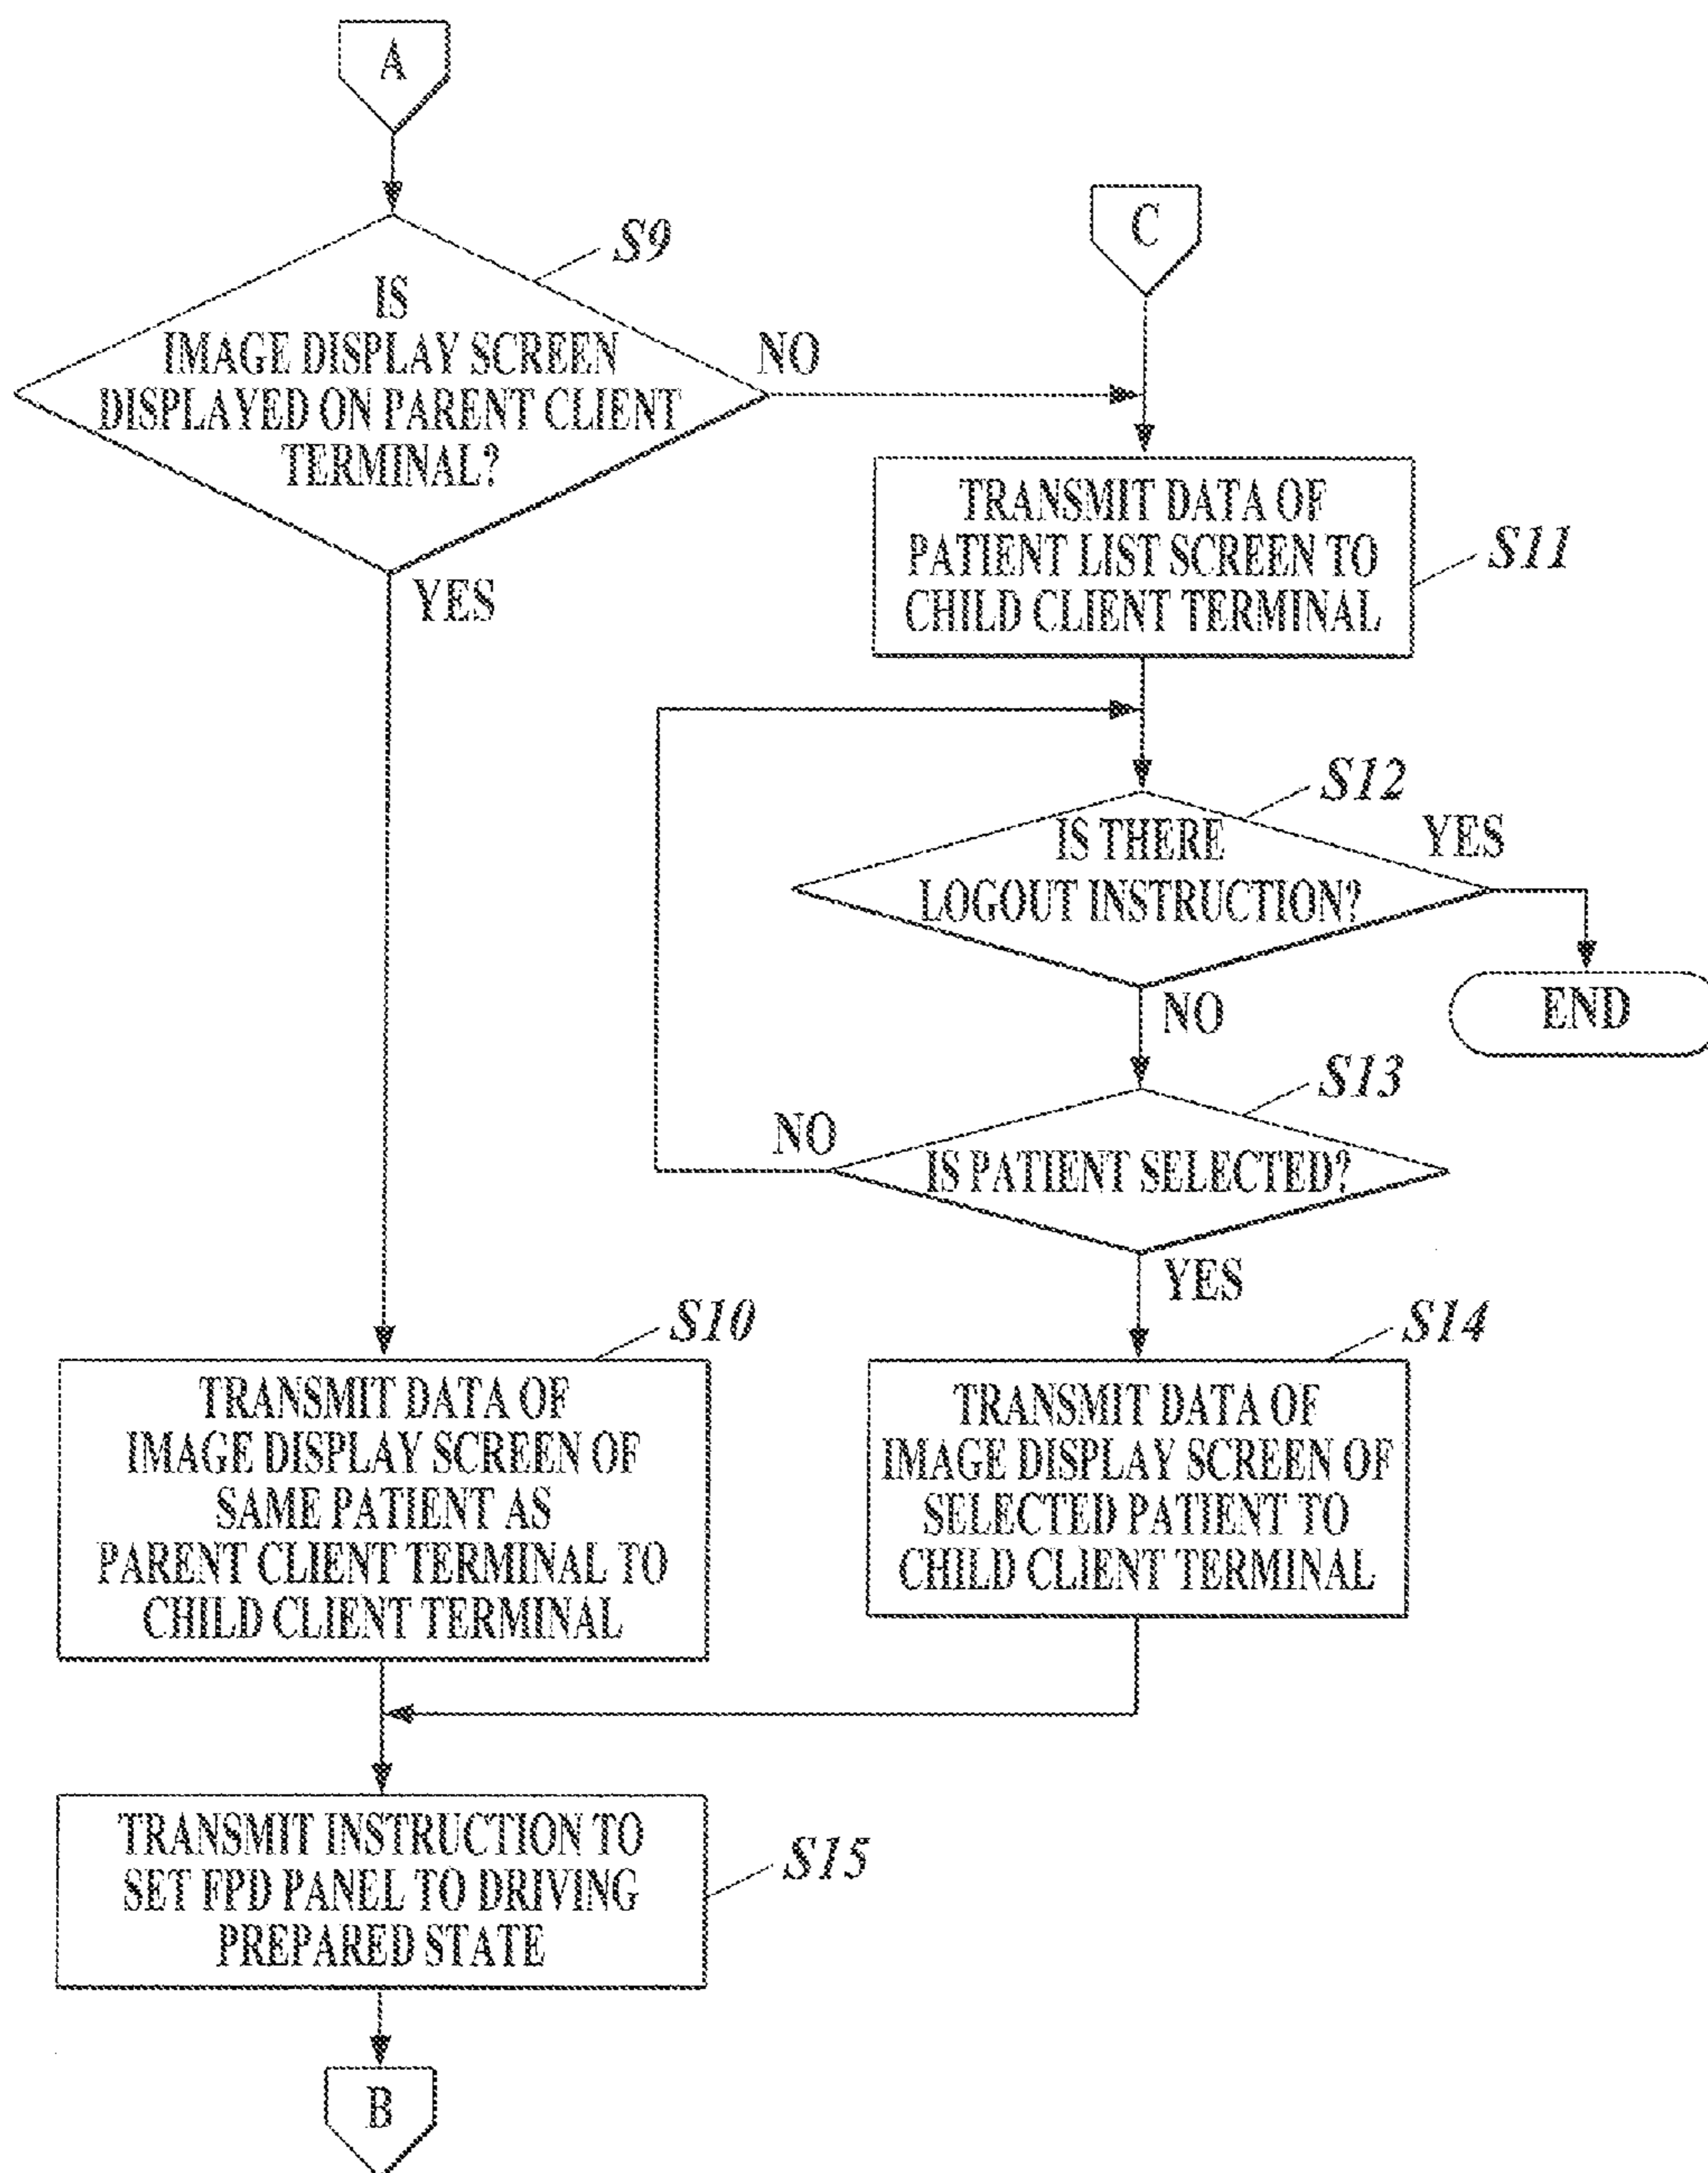 A
S9
IS
IMAGE DISPLAY SCREEN
DISPLAYED ON PARENT CLIENT
TERMINAL?
NO
YES
C
TRANSMIT DATA OF
PATIENT LIST SCREEN TO
CHILD CLIENT TERMINAL
S11
S12
IS THERE
LOGOUT INSTRUCTION?
YES
NO
END
S13
IS PATIENT SELECTED?
NO
YES
S10
TRANSMIT DATA OF
IMAGE DISPLAY SCREEN OF
SAME PATIENT AS
PARENT CLIENT TERMINAL TO
CHILD CLIENT TERMINAL
S14
TRANSMIT DATA OF
IMAGE DISPLAY SCREEN OF
SELECTED PATIENT TO
CHILD CLIENT TERMINAL
TRANSMIT INSTRUCTION TO
SET FPD PANEL TO DRIVING
PREPARED STATE
S15
B